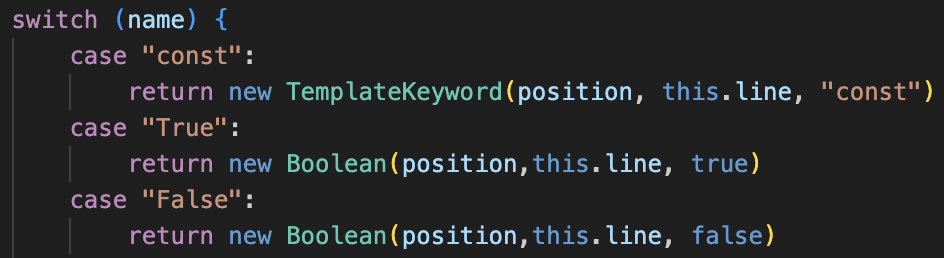 switch (name) {
case "const":
return new TemplateKeyword(position, this.line, "const")
case "True":
return new Boolean(position,this.line, true)
case "False":
return new Boolean(position,this.line, false)